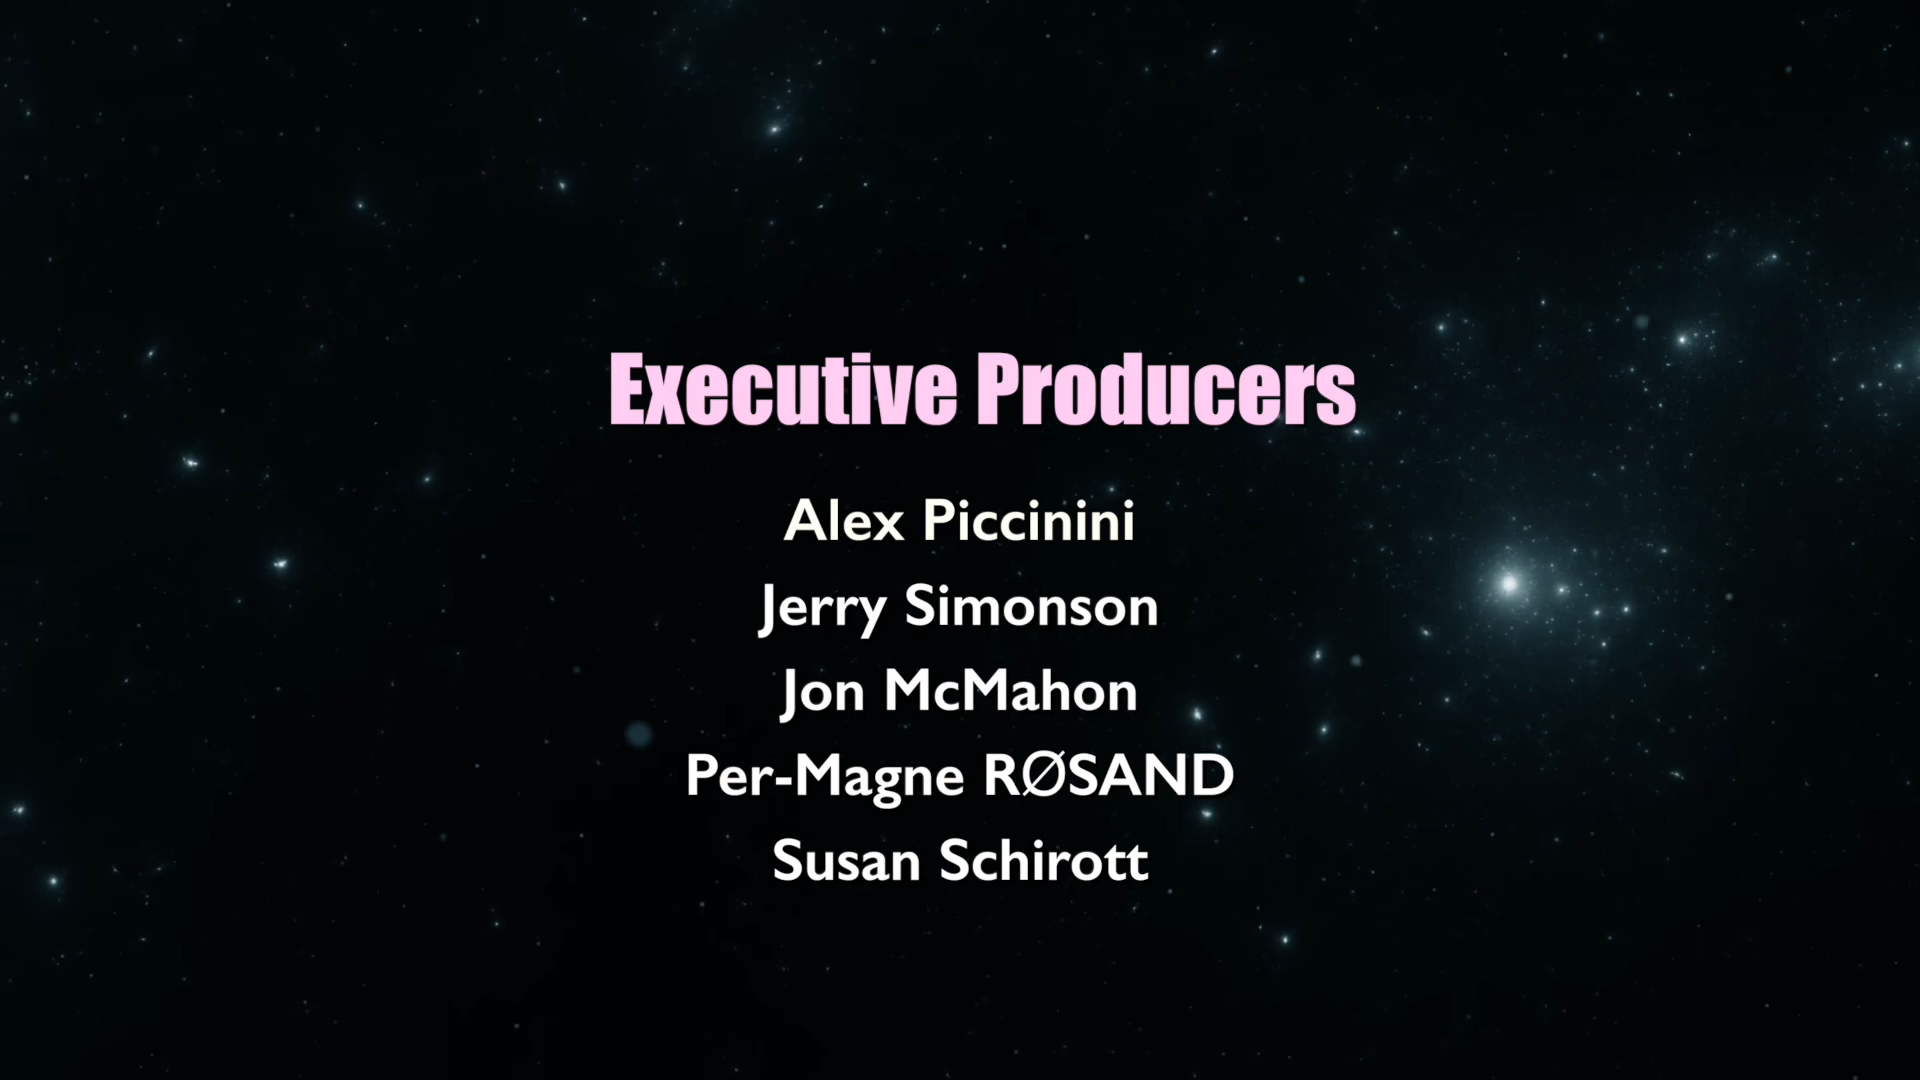 Executive Producers
Alex Piccinini
Jerry Simonson
Jon McMahon
Per-Magne RØSAND
Susan Schirott